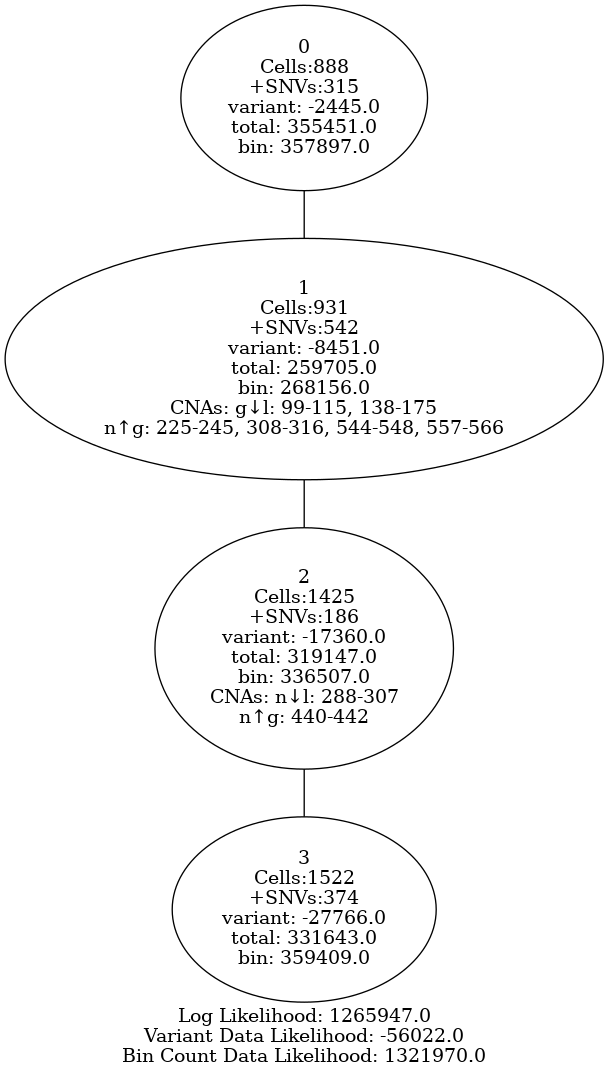 0
Cells:888
+SNVs:315
variant: -2445.0
total: 355451.0
bin: 357897.0
1
Cells:931
+SNVs:542
variant: -8451.0
total: 259705.0
bin: 268156.0
CNAs: g↓l: 99-115, 138-175
n↑g: 225-245, 308-316, 544-548, 557-566
2
Cells:1425
+SNVs:186
variant: -17360.0
total: 319147.0
bin: 336507.0
CNAs: n↓l: 288-307
n↑g: 440-442
3
Cells:1522
+SNVs:374
variant: -27766.0
total: 331643.0
bin: 359409.0
Log Likelihood: 1265947.0
Variant Data Likelihood: -56022.0
Bin Count Data Likelihood: 1321970.0